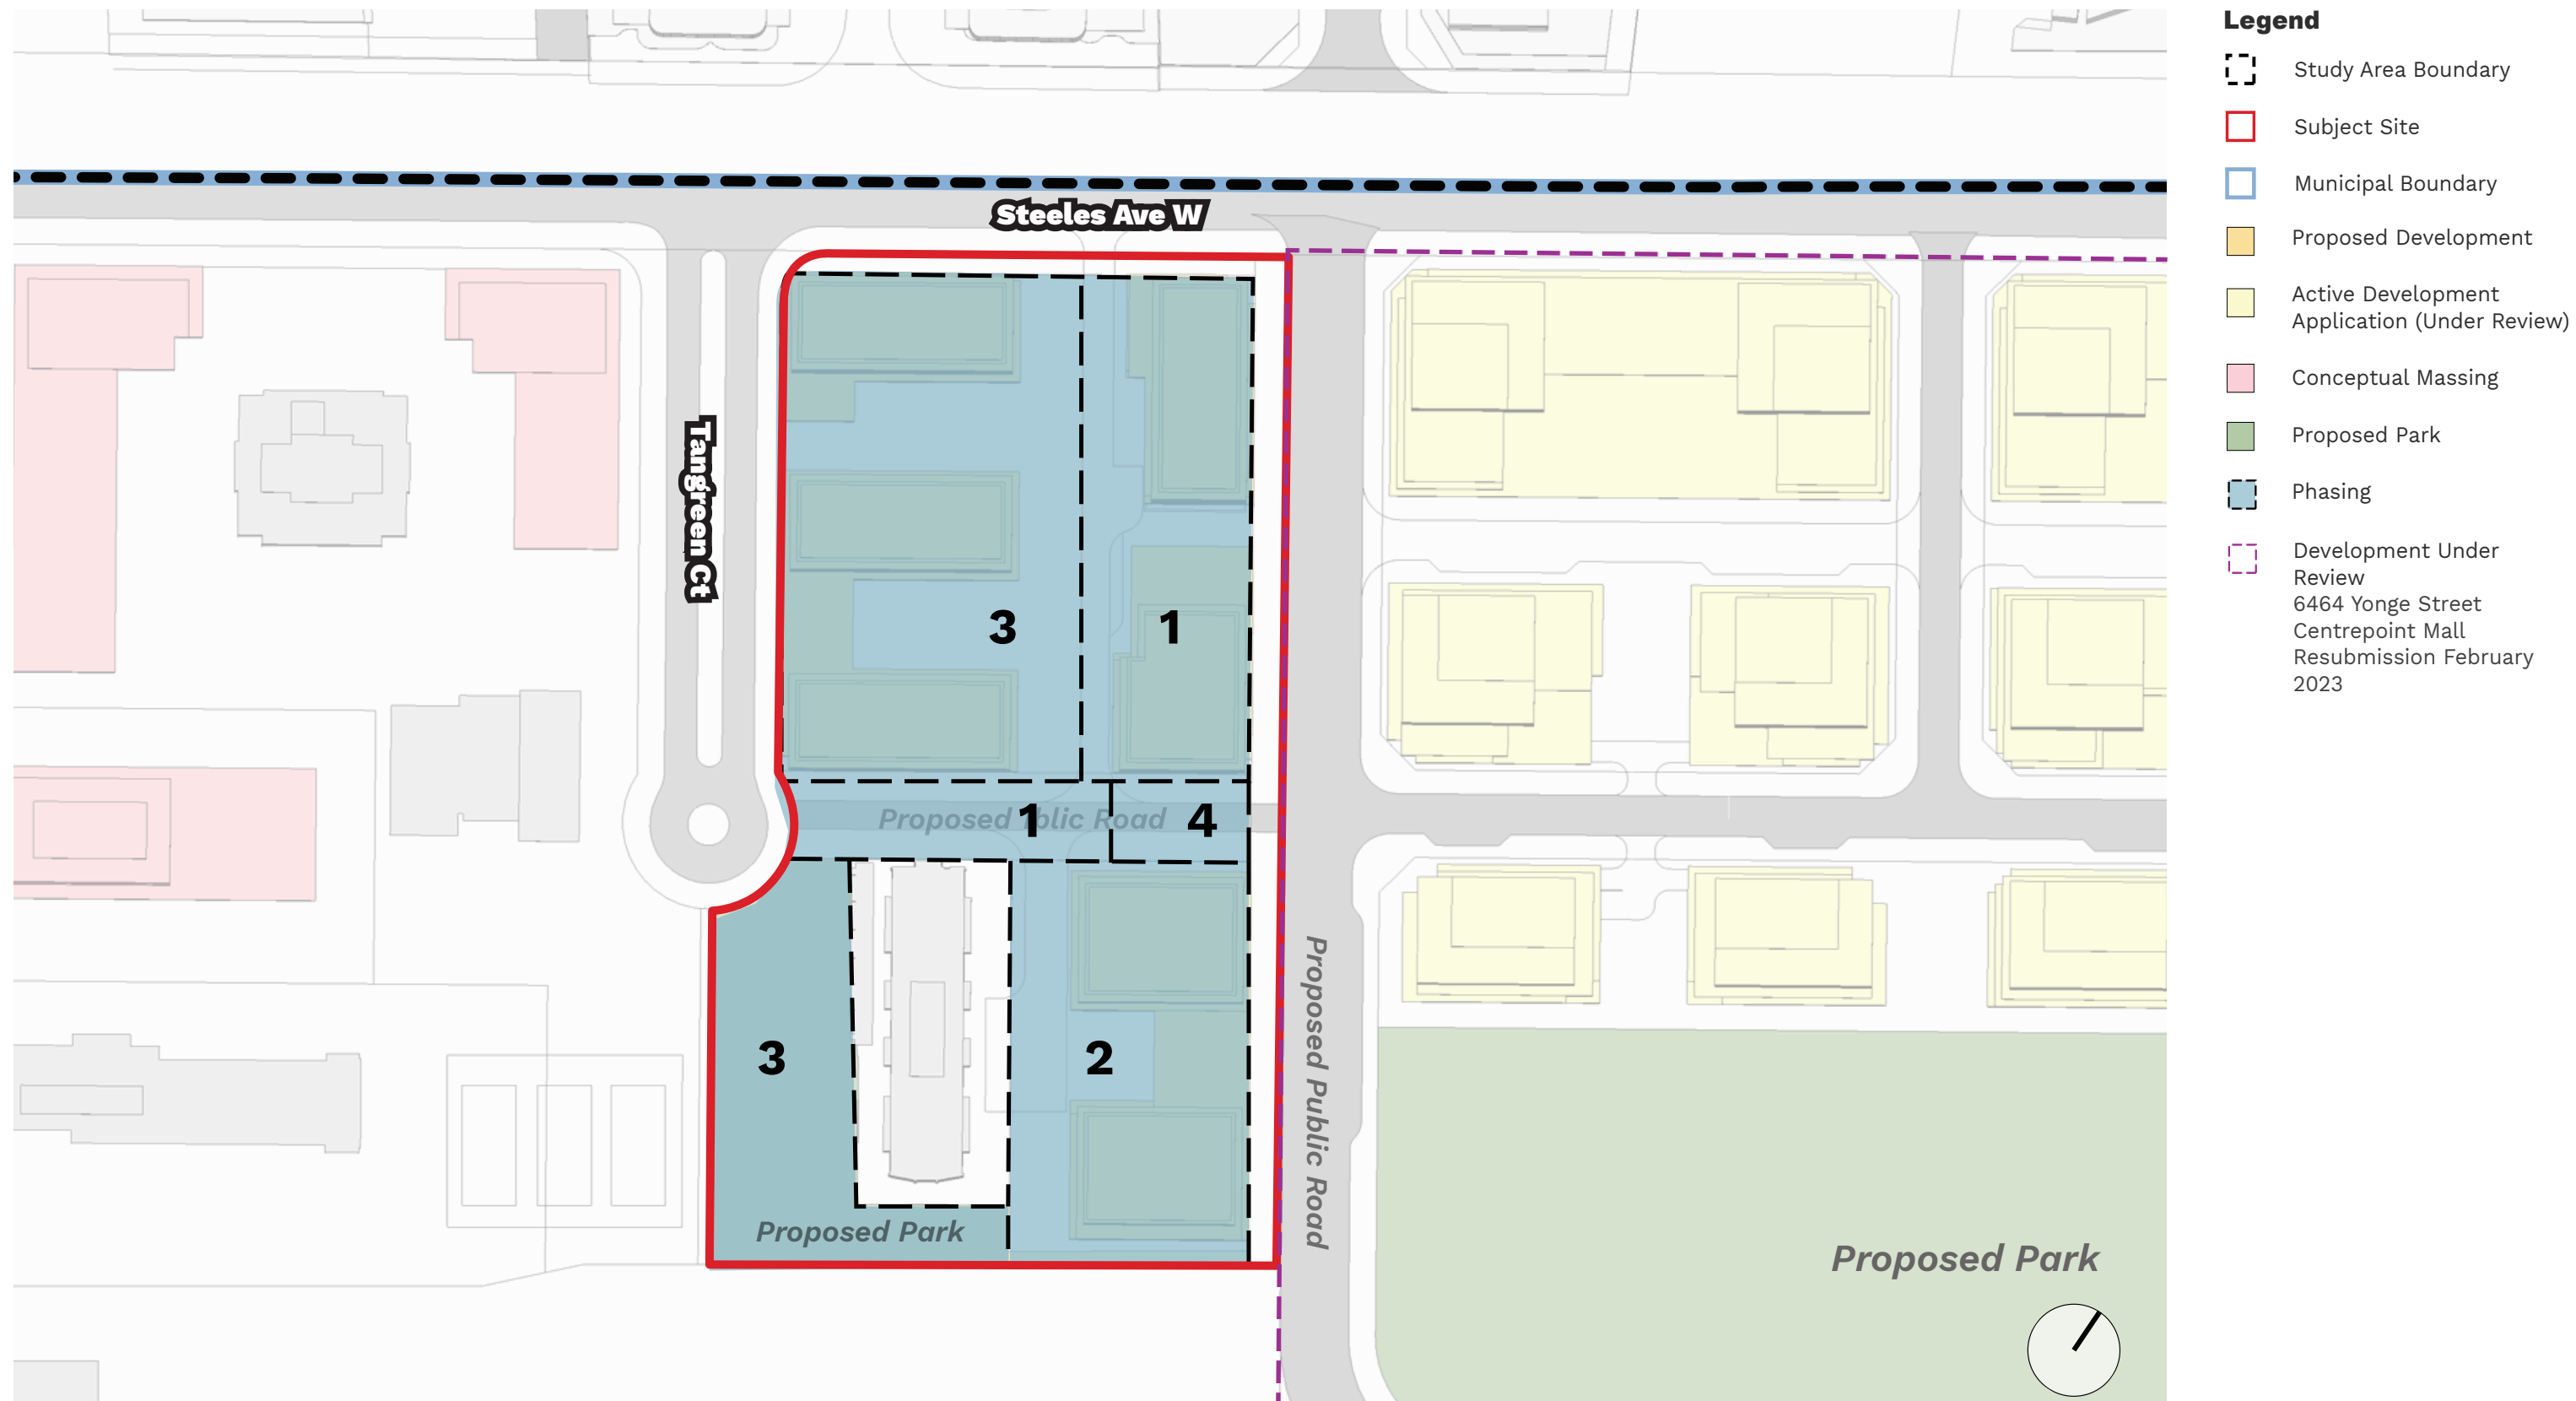 Legend
Study Area Boundary
Subject Site
Municipal Boundary
Proposed Development
Active Development
Application (Under Review)
Conceptual Massing
Proposed Park
Phasing
Development Under
Review
6464 Yonge Street
Centrepoint Mall
Resubmission February
2023
Steeles Ave W
Tangreen Ct
3
1
Proposed 1blic Road
4
3
2
Proposed Park
Proposed Public Road
Proposed Park